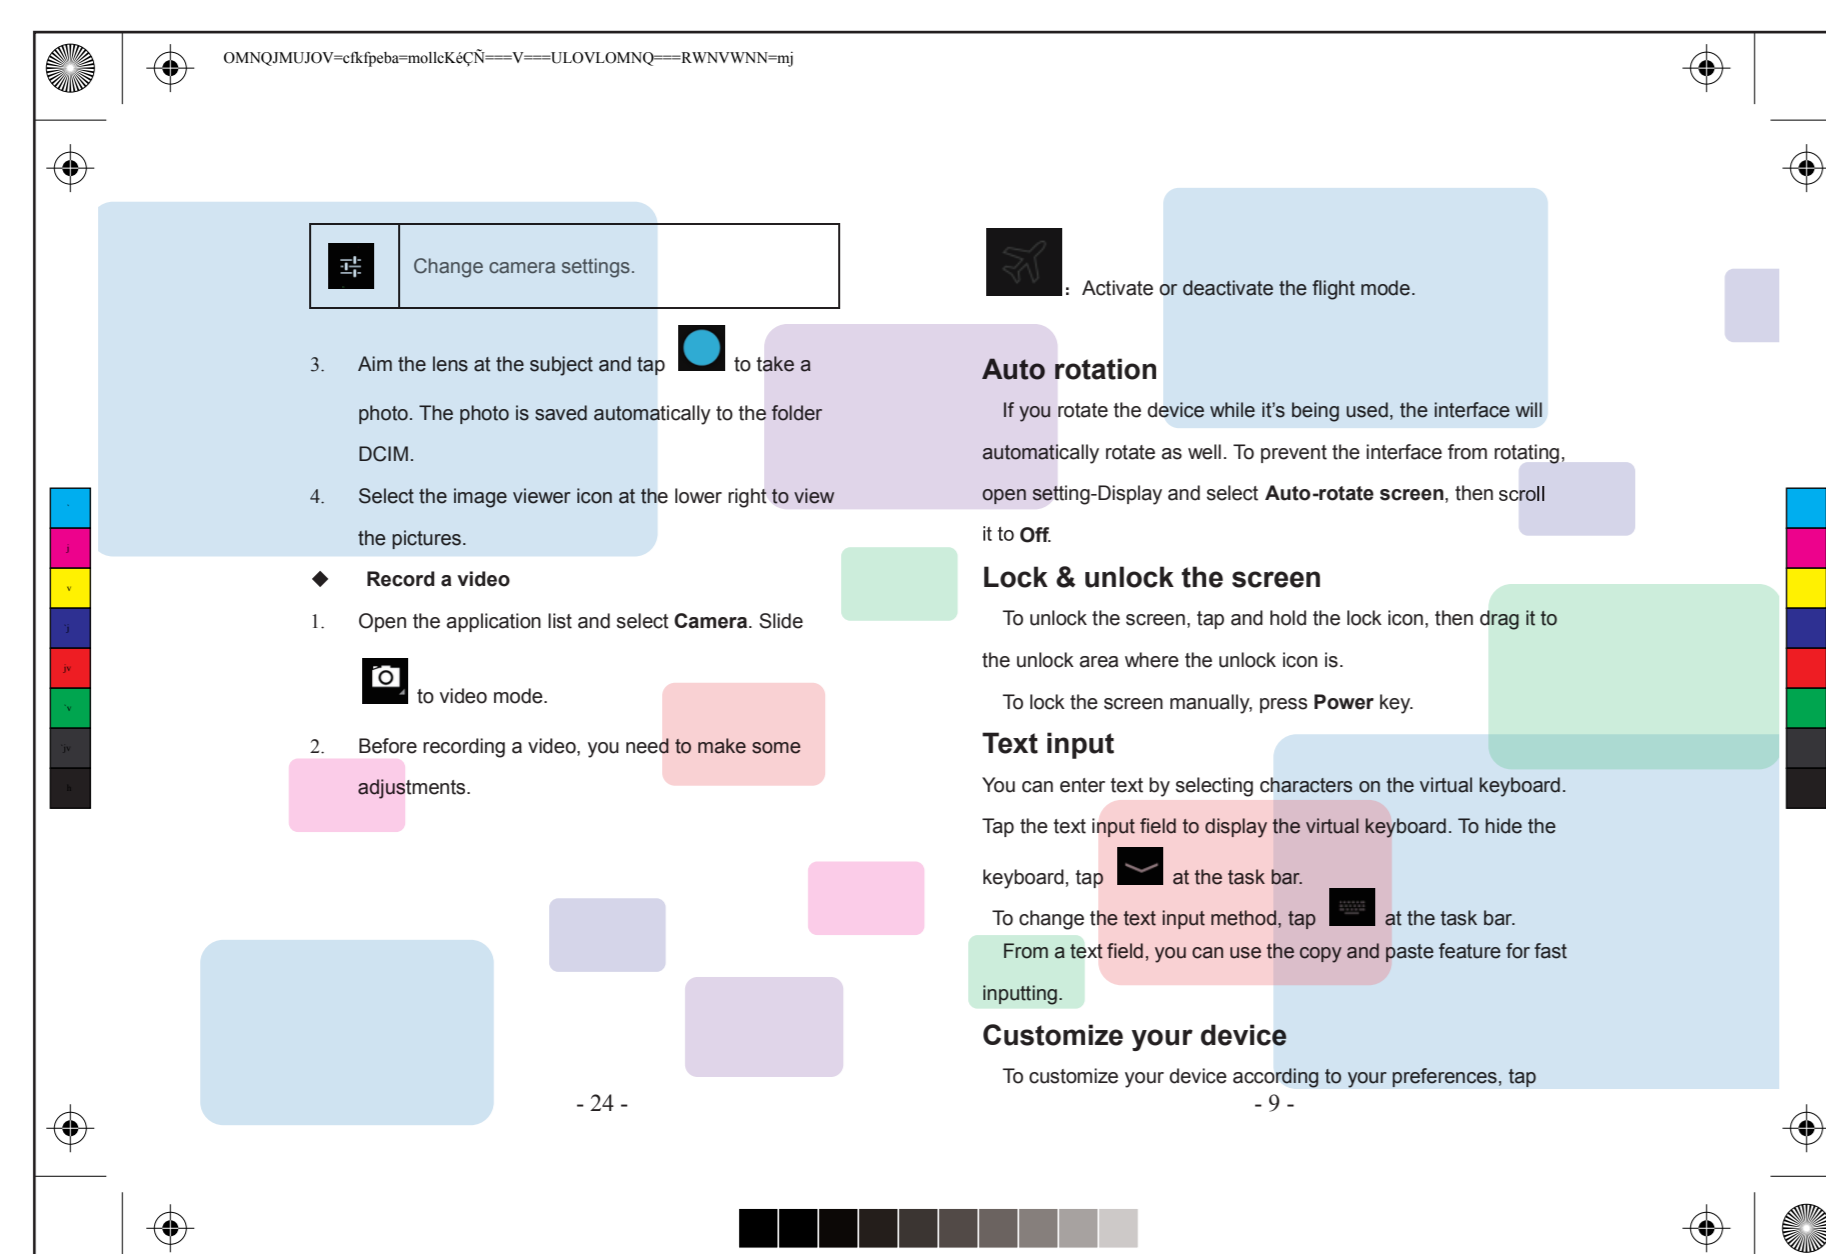 OMNQJMUJOV=cfkfpeba=mollcKéÇÑ===V===ULOVLOMNQ===RWNVWNN=mj
Change camera settings.
3. Aim the lens at the subject and tap to take a
photo. The photo is saved automatically to the folder
DCIM.
4. Select the image viewer icon at the lower right to view
the pictures.
◆ Record a video
1. Open the application list and select Camera. Slide
to video mode.
2. Before recording a video, you need to make some
adjustments.
- 24 -
: Activate or deactivate the flight mode.
Auto rotation
If you rotate the device while it’s being used, the interface will
automatically rotate as well. To prevent the interface from rotating,
open setting-Display and select Auto-rotate screen, then scroll
it to Off.
Lock & unlock the screen
To unlock the screen, tap and hold the lock icon, then drag it to
the unlock area where the unlock icon is.
To lock the screen manually, press Power key.
Text input
You can enter text by selecting characters on the virtual keyboard.
Tap the text input field to display the virtual keyboard. To hide the
keyboard, tap at the task bar.
To change the text input method, tap at the task bar.
From a text field, you can use the copy and paste feature for fast
inputting.
Customize your device
To customize your device according to your preferences, tap
- 9 -